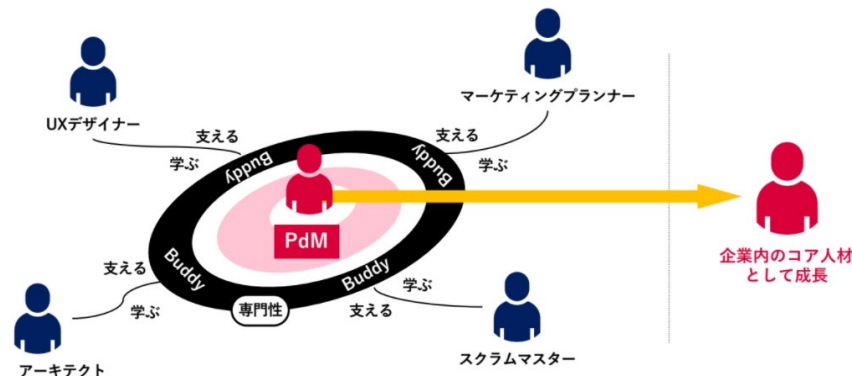 UXデザイナー
マーケティングプランナー
支える
学ぶ
Buddy
支える
学ぶ
Buddy
PdM
企業内のコア人材
として成長
支える
学ぶ
Buddy
Buddy
学ぶ
支える
専門性
アーキテクト
スクラムマスター